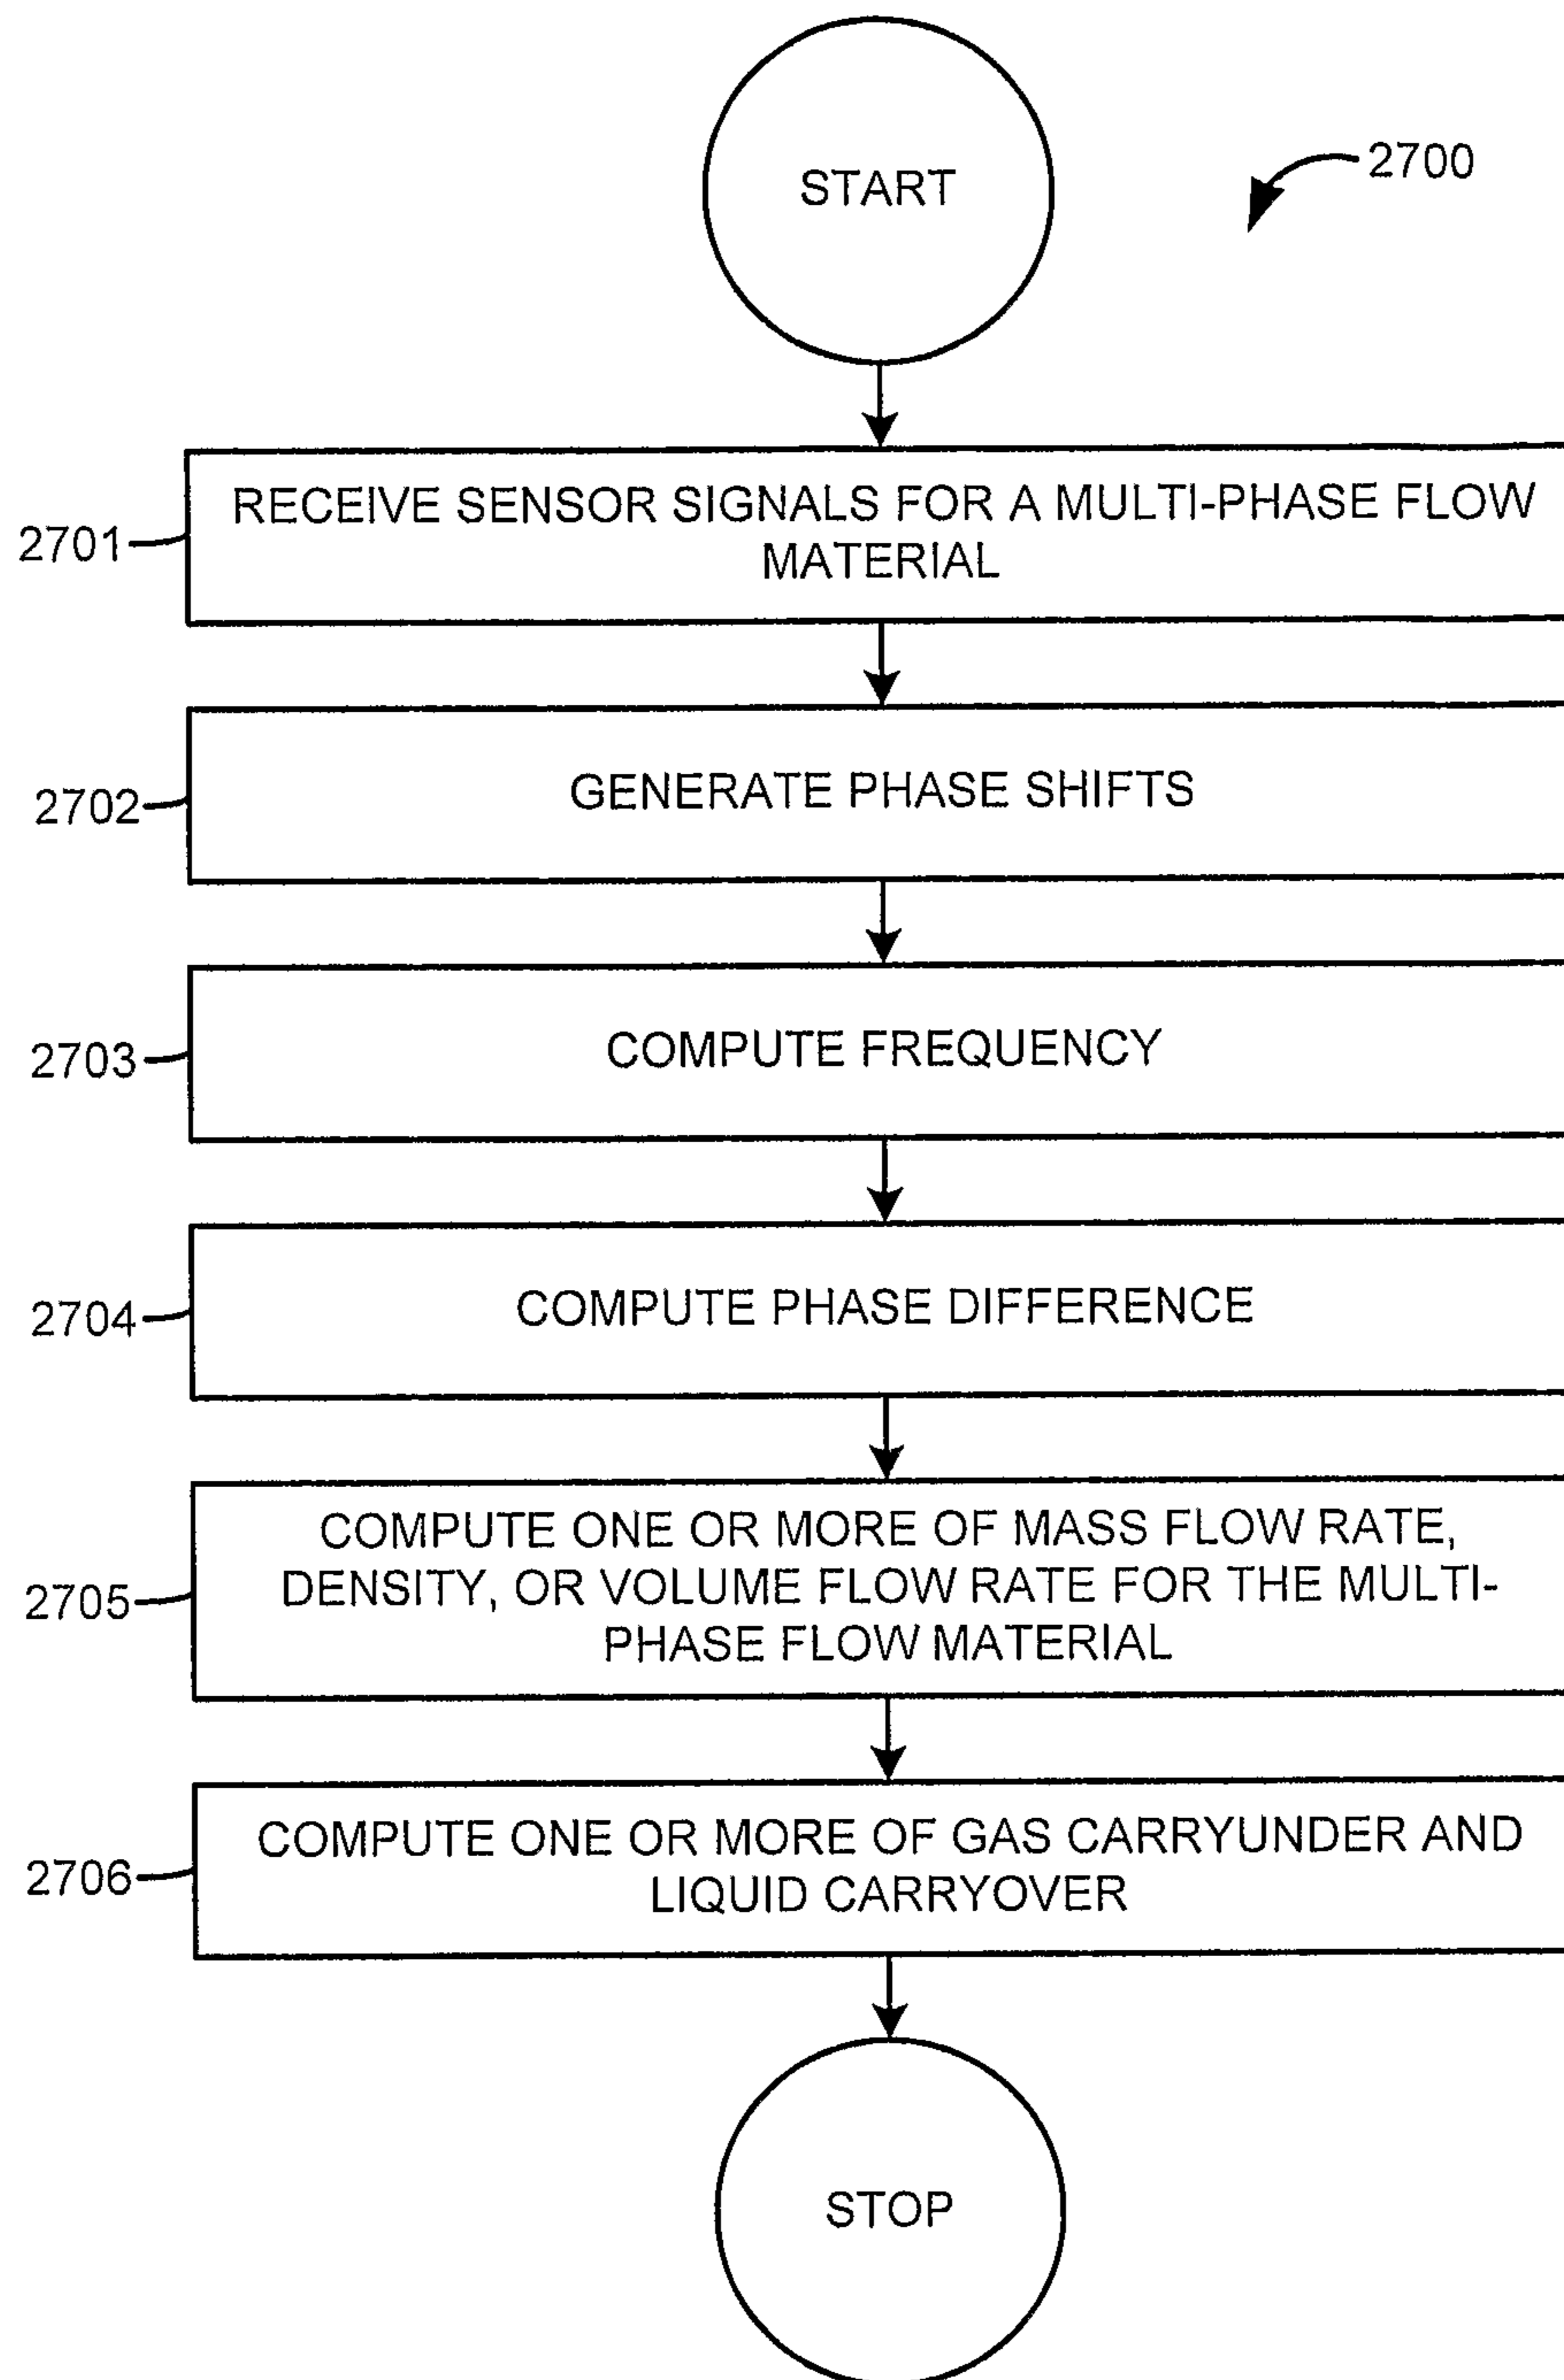 START
2700
RECEIVE SENSOR SIGNALS FOR A MULTI-PHASE FLOW
MATERIAL
2701
GENERATE PHASE SHIFTS
2702
COMPUTE FREQUENCY
2703
COMPUTE PHASE DIFFERENCE
2704
COMPUTE ONE OR MORE OF MASS FLOW RATE,
DENSITY, OR VOLUME FLOW RATE FOR THE MULTI-
PHASE FLOW MATERIAL
2705
COMPUTE ONE OR MORE OF GAS CARRYUNDER AND
LIQUID CARRYOVER
2706
STOP